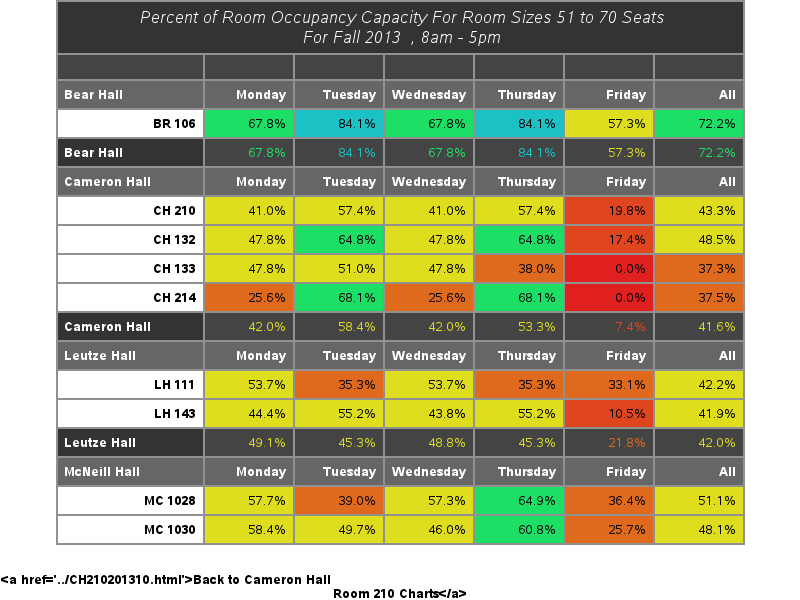 Percent of Room Occupancy Capacity For Room Sizes 51 to 70 Seats
For Fall 2013 , 8am - 5pm
Bear Hall Monday Tuesday Wednesday Thursday Friday All
BR 106 67.8% 84.1% 67.8% 84.1% 57.3% 72.2%
Bear Hall 67.8% 84.1% 67.8% 84.1% 57.3% 72.2%
Cameron Hall Monday Tuesday Wednesday Thursday Friday All
CH 210 41.0% 57.4% 41.0% 57.4% 19.8% 43.3%
CH 132 47.8% 64.8% 47.8% 64.8% 17.4% 48.5%
CH 133 47.8% 51.0% 47.8% 38.0% 0.0% 37.3%
CH 214 25.6% 68.1% 25.6% 68.1% 0.0% 37.5%
Cameron Hall 42.0% 58.4% 42.0% 53.3% 7.4% 41.6%
Leutze Hall Monday Tuesday Wednesday Thursday Friday All
LH 111 53.7% 35.3% 53.7% 35.3% 33.1% 42.2%
LH 143 44.4% 55.2% 43.8% 55.2% 10.5% 41.9%
Leutze Hall 49.1% 45.3% 48.8% 45.3% 21.8% 42.0%
McNeill Hall Monday Tuesday Wednesday Thursday Friday All
MC 1028 57.7% 39.0% 57.3% 64.9% 36.4% 51.1%
MC 1030 58.4% 49.7% 46.0% 60.8% 25.7% 48.1%
<a href='../CH210201310.html'>Back to Cameron Hall
Room 210 Charts</a>